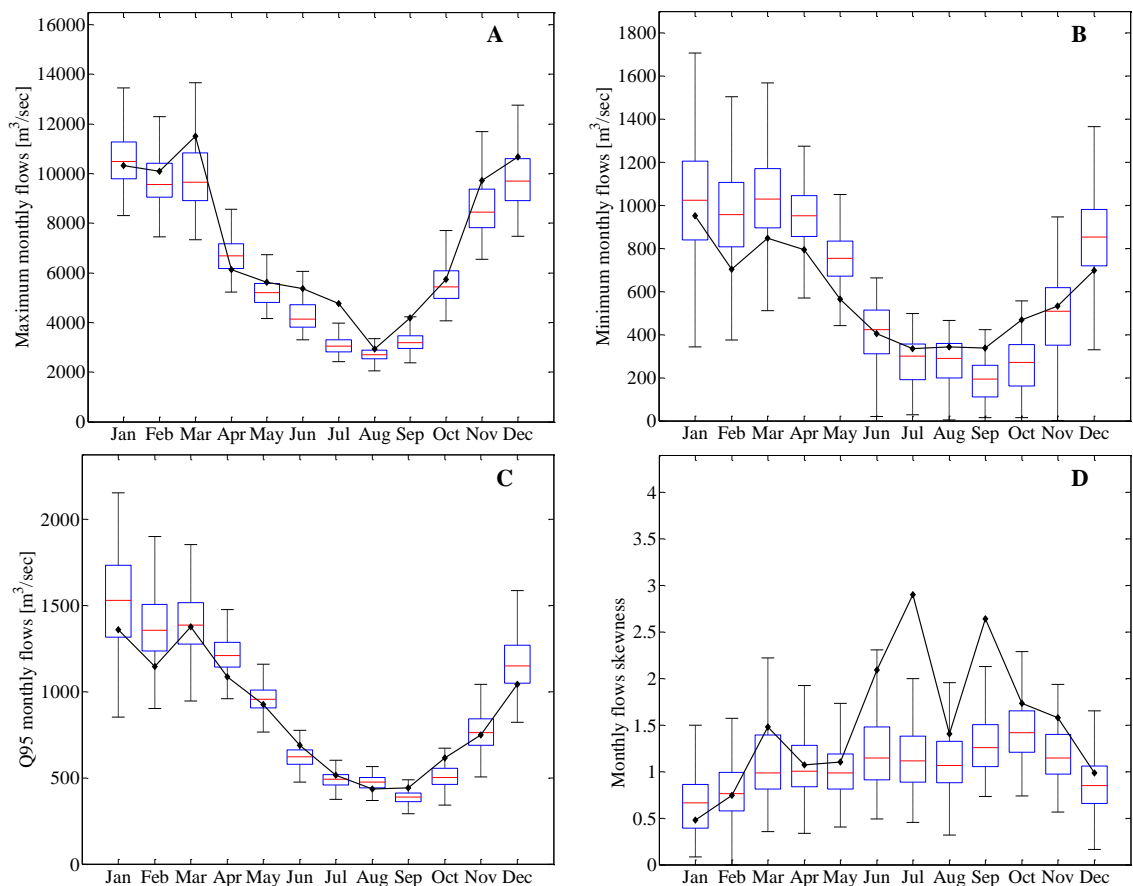 A
Maximum monthly flows [m³/sec]
16000
14000
12000
10000
8000
6000
4000
2000
0
Jan Feb Mar Apr May Jun Jul Aug Sep Oct Nov Dec
B
Minimum monthly flows [m³/sec]
1800
1600
1400
1200
1000
800
600
400
200
0
Jan Feb Mar Apr May Jun Jul Aug Sep Oct Nov Dec
C
Q95 monthly flows [m³/sec]
2000
1500
1000
500
0
Jan Feb Mar Apr May Jun Jul Aug Sep Oct Nov Dec
D
Monthly flows skewness
4
3.5
3
2.5
2
1.5
1
0.5
0
Jan Feb Mar Apr May Jun Jul Aug Sep Oct Nov Dec